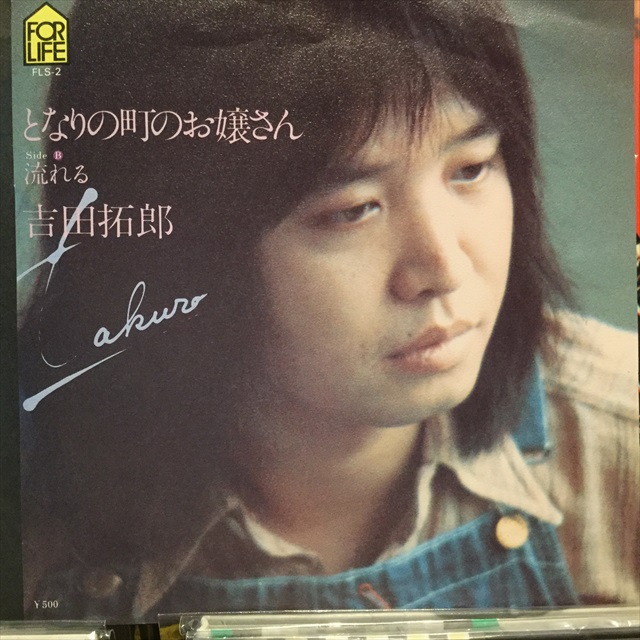 FOR
LIFE
FLS-2
となりの町のお嬢さん
Side B
流れる
吉田拓郎
Takuro
¥500